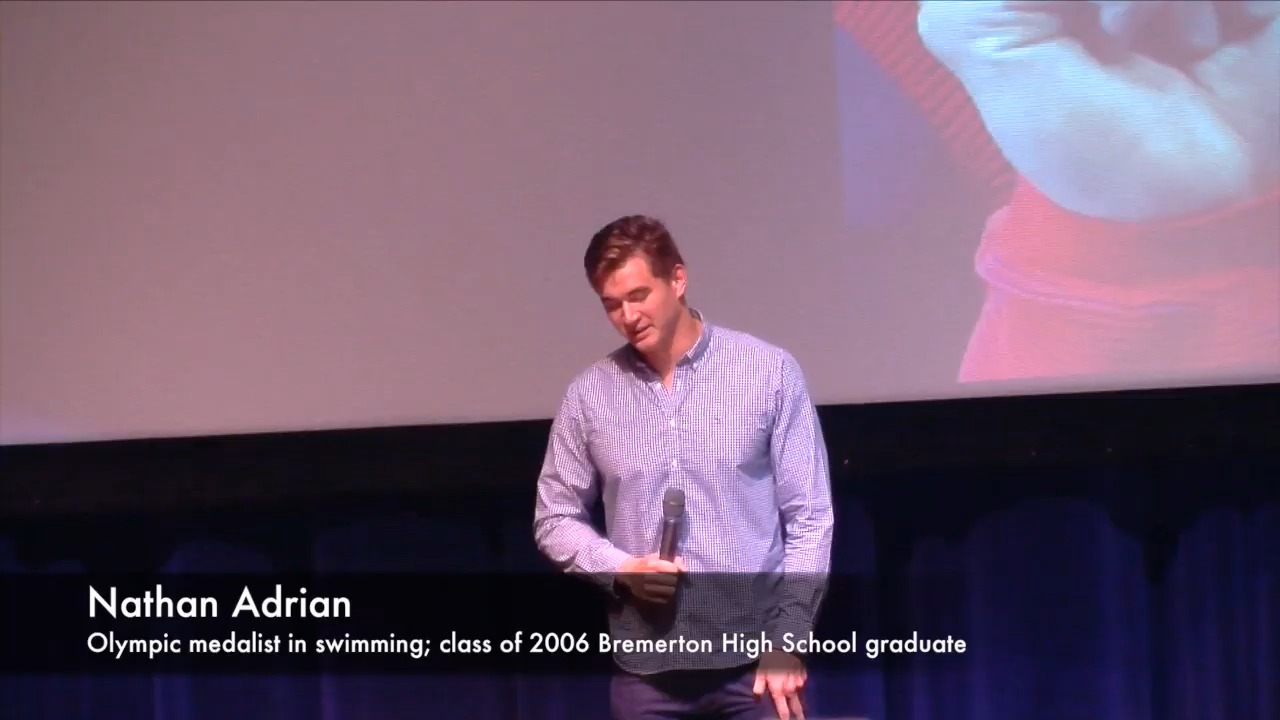 Nathan Adrian
Olympic medalist in swimming; class of 2006 Bremerton High School graduate